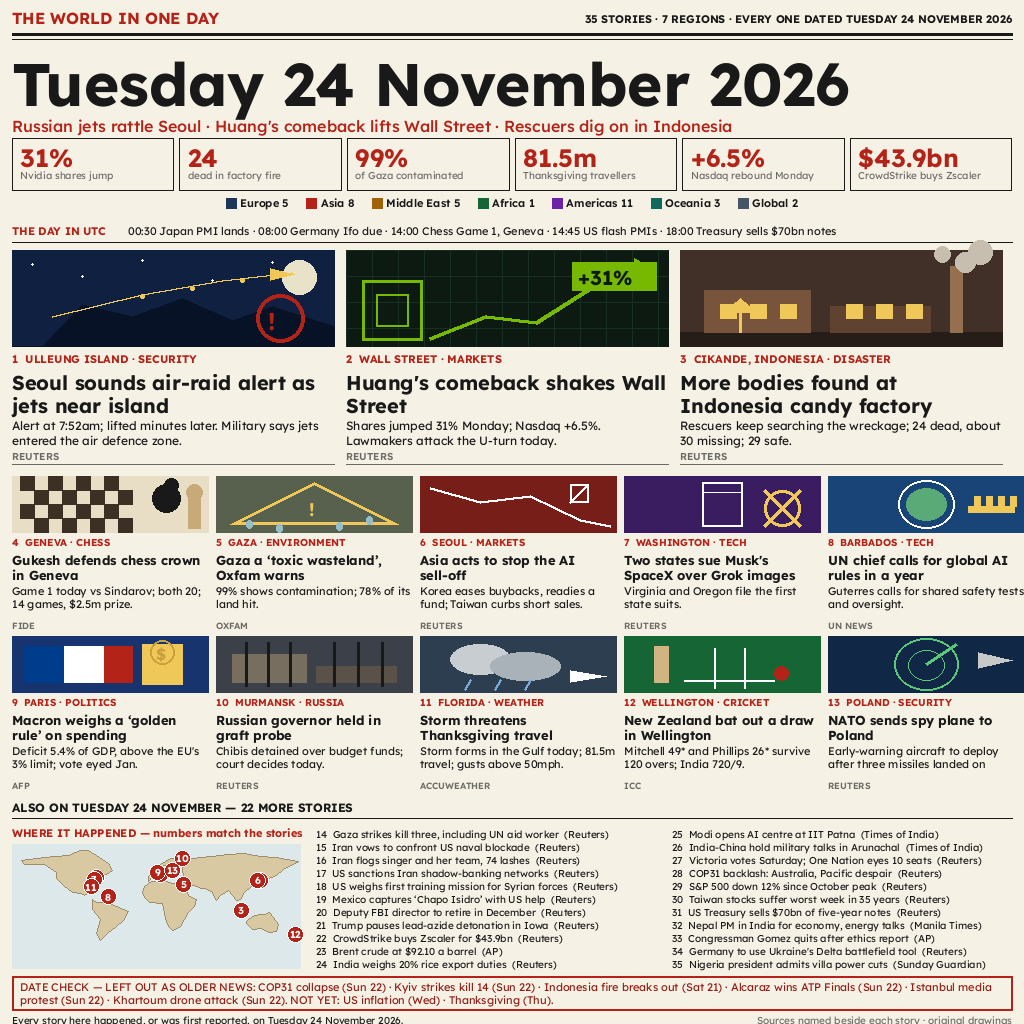 THE WORLD IN ONE DAY
35 STORIES · 7 REGIONS · EVERY ONE DATED TUESDAY 24 NOVEMBER 2026
Tuesday 24 November 2026
Russian jets rattle Seoul · Huang's comeback lifts Wall Street · Rescuers dig on in Indonesia
31%
Nvidia shares jump
24
dead in factory fire
99%
of Gaza contaminated
81.5m
Thanksgiving travellers
+6.5%
Nasdaq rebound Monday
$43.9bn
CrowdStrike buys Zscaler
Europe 5
Asia 8
Middle East 5
Africa 1
Americas 11
Oceania 3
Global 2
THE DAY IN UTC
00:30 Japan PMI lands · 08:00 Germany Ifo due · 14:00 Chess Game 1, Geneva · 14:45 US flash PMIs · 18:00 Treasury sells $70bn notes
!
+31%
1 ULLEUNG ISLAND · SECURITY
Seoul sounds air-raid alert as
jets near island
Alert at 7:52am; lifted minutes later. Military says jets
entered the air defence zone.
REUTERS
2 WALL STREET · MARKETS
Huang's comeback shakes Wall
Street
Shares jumped 31% Monday; Nasdaq +6.5%.
Lawmakers attack the U-turn today.
REUTERS
3 CIKANDE, INDONESIA · DISASTER
More bodies found at
Indonesia candy factory
Rescuers keep searching the wreckage; 24 dead, about
30 missing; 29 safe.
REUTERS
!
4 GENEVA · CHESS
Gukesh defends chess crown
in Geneva
Game 1 today vs Sindarov; both 20;
14 games, $2.5m prize.
FIDE
5 GAZA · ENVIRONMENT
Gaza a ‘toxic wasteland’,
Oxfam warns
99% shows contamination; 78% of its
land hit.
OXFAM
6 SEOUL · MARKETS
Asia acts to stop the AI
sell-off
Korea eases buybacks, readies a
fund; Taiwan curbs short sales.
REUTERS
7 WASHINGTON · TECH
Two states sue Musk's
SpaceX over Grok images
Virginia and Oregon file the first
state suits.
REUTERS
8 BARBADOS · TECH
UN chief calls for global AI
rules in a year
Guterres calls for shared safety tests
and oversight.
UN NEWS
$
9 PARIS · POLITICS
Macron weighs a ‘golden
rule’ on spending
Deficit 5.4% of GDP, above the EU's
3% limit; vote eyed Jan.
AFP
10 MURMANSK · RUSSIA
Russian governor held in
graft probe
Chibis detained over budget funds;
court decides today.
REUTERS
11 FLORIDA · WEATHER
Storm threatens
Thanksgiving travel
Storm forms in the Gulf today; 81.5m
travel; gusts above 50mph.
ACCUWEATHER
12 WELLINGTON · CRICKET
New Zealand bat out a draw
in Wellington
Mitchell 49* and Phillips 26* survive
120 overs; India 720/9.
ICC
13 POLAND · SECURITY
NATO sends spy plane to
Poland
Early-warning aircraft to deploy
after three missiles landed on
REUTERS
ALSO ON TUESDAY 24 NOVEMBER — 22 MORE STORIES
WHERE IT HAPPENED — numbers match the stories
10
9
13
5
6
11
8
3
12
14 Gaza strikes kill three, including UN aid worker (Reuters)
15 Iran vows to confront US naval blockade (Reuters)
16 Iran flogs singer and her team, 74 lashes (Reuters)
17 US sanctions Iran shadow-banking networks (Reuters)
18 US weighs first training mission for Syrian forces (Reuters)
19 Mexico captures ‘Chapo Isidro’ with US help (Reuters)
20 Deputy FBI director to retire in December (Reuters)
21 Trump pauses lead-azide detonation in Iowa (Reuters)
22 CrowdStrike buys Zscaler for $43.9bn (Reuters)
23 Brent crude at $92.10 a barrel (AP)
24 India weighs 20% rice export duties (Reuters)
25 Modi opens AI centre at IIT Patna (Times of India)
26 India-China hold military talks in Arunachal (Times of India)
27 Victoria votes Saturday; One Nation eyes 10 seats (Reuters)
28 COP31 backlash: Australia, Pacific despair (Reuters)
29 S&P 500 down 12% since October peak (Reuters)
30 Taiwan stocks suffer worst week in 35 years (Reuters)
31 US Treasury sells $70bn of five-year notes (Reuters)
32 Nepal PM in India for economy, energy talks (Manila Times)
33 Congressman Gomez quits after ethics report (AP)
34 Germany to use Ukraine's Delta battlefield tool (Reuters)
35 Nigeria president admits villa power cuts (Sunday Guardian)
DATE CHECK — LEFT OUT AS OLDER NEWS: COP31 collapse (Sun 22) · Kyiv strikes kill 14 (Sun 22) · Indonesia fire breaks out (Sat 21) · Alcaraz wins ATP Finals (Sun 22) · Istanbul media
protest (Sun 22) · Khartoum drone attack (Sun 22). NOT YET: US inflation (Wed) · Thanksgiving (Thu).
Every story here happened, or was first reported, on Tuesday 24 November 2026.
Sources named beside each story · original drawings